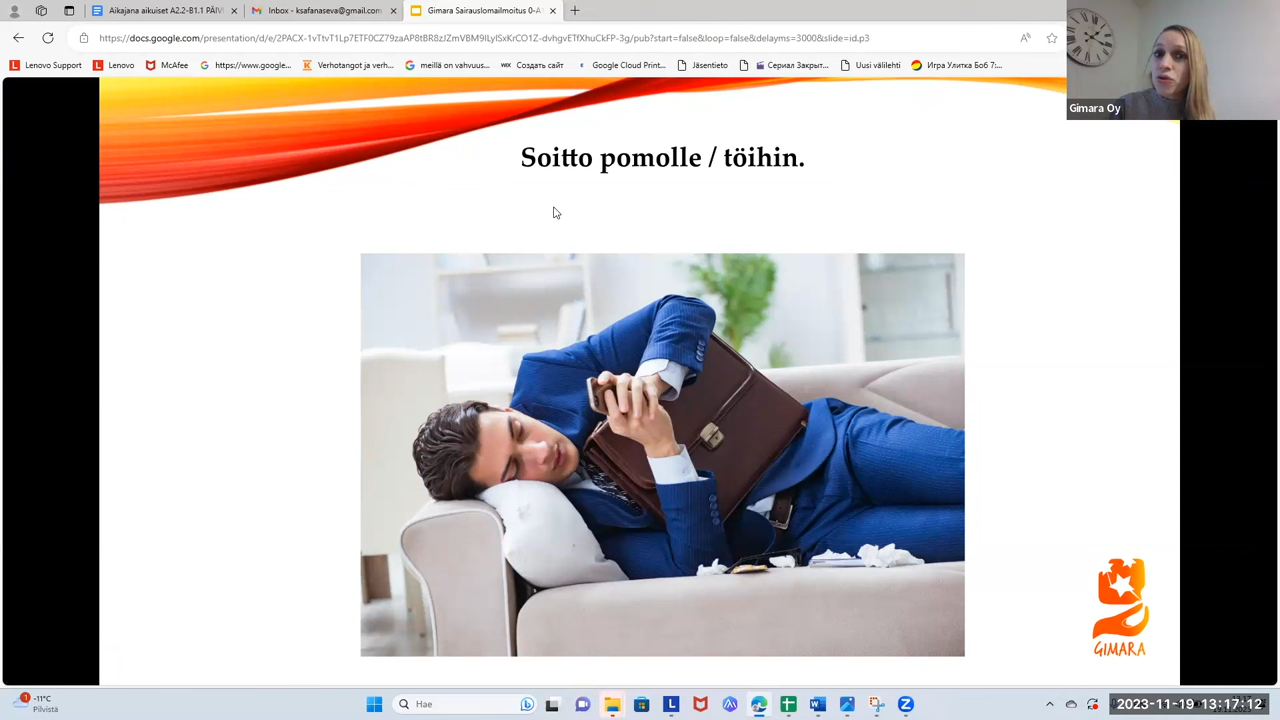 Aikajana aikuiset A2.2-B1.1 PÄIV
Inbox - ksafanaseva@gmail.com
Gimara Sairauslomailmoitus 0-A
https://docs.google.com/presentation/d/e/2PACX-1vTtvT1Lp7ETF0CZ79zaAP8tBR8zJZmVBM9lLylSxKrCO1Z-dvhgvETfXhuCkFP-3g/pub?start=false&loop=false&delayms=3000&slide=id.p3
Lenovo Support
Lenovo
McAfee
https://www.google...
Verhotangot ja verh...
meillä on vahvuus...
WIX Создать сайт
Google Cloud Print...
Jäsentieto
Сериал Закрыт...
Uusi välilehti
Игра Улитка Боб 7:...
Gimara Oy
Soitto pomolle / töihin.
GIMARA
1
-11°C
Pilvistä
Hae
2023-11-19 13:17:12